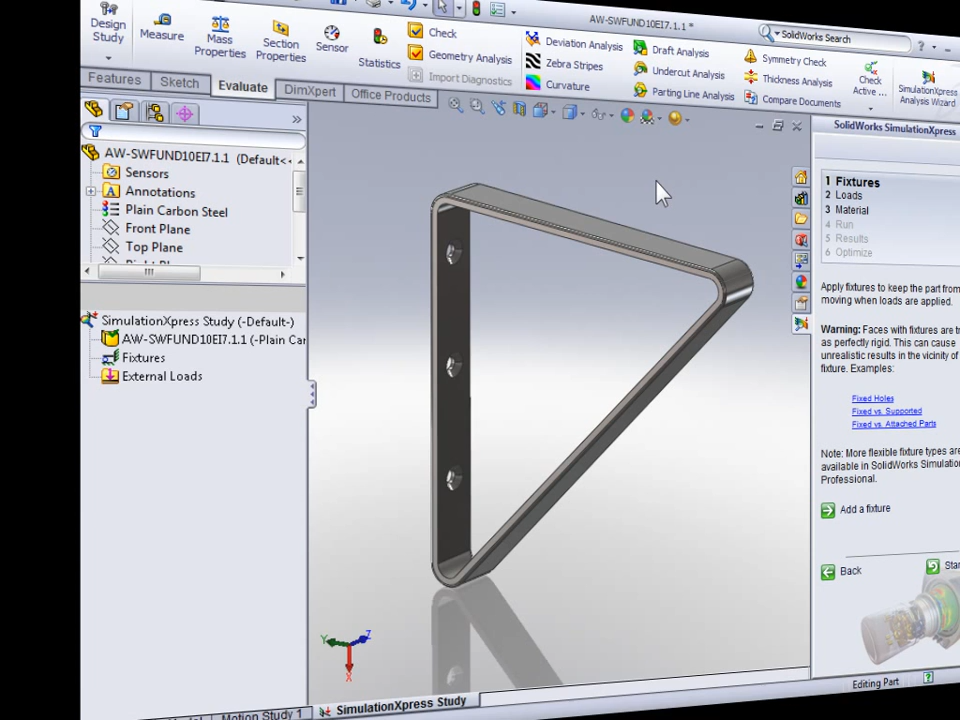 AW-SWFUND10EI7.1.1 *
SolidWorks Search
Design
Study
Measure
Mass
Properties
Section
Properties
Sensor
Statistics
Check
Geometry Analysis
Import Diagnostics
Deviation Analysis
Zebra Stripes
Curvature
Draft Analysis
Undercut Analysis
Parting Line Analysis
Symmetry Check
Thickness Analysis
Compare Documents
Check
Active ...
SimulationXpress
Analysis Wizard
Features
Sketch
Evaluate
DimXpert
Office Products
AW-SWFUND10EI7.1.1 (Default<
Sensors
Annotations
Plain Carbon Steel
Front Plane
Top Plane
SimulationXpress Study (-Default-)
AW-SWFUND10EI7.1.1 (-Plain Car
Fixtures
External Loads
SolidWorks SimulationXpress
1 Fixtures
2 Loads
3 Material
4 Run
5 Results
6 Optimize
Apply fixtures to keep the part from
moving when loads are applied.
Warning: Faces with fixtures are tr
as perfectly rigid. This can cause
unrealistic results in the vicinity of
fixture. Examples:
Fixed Holes
Fixed vs. Supported
Fixed vs. Attached Parts
Note: More flexible fixture types are
available in SolidWorks Simulation
Professional.
Add a fixture
Back
Star
Y
Z
X
Editing Part
Motion Study 1
SimulationXpress Study